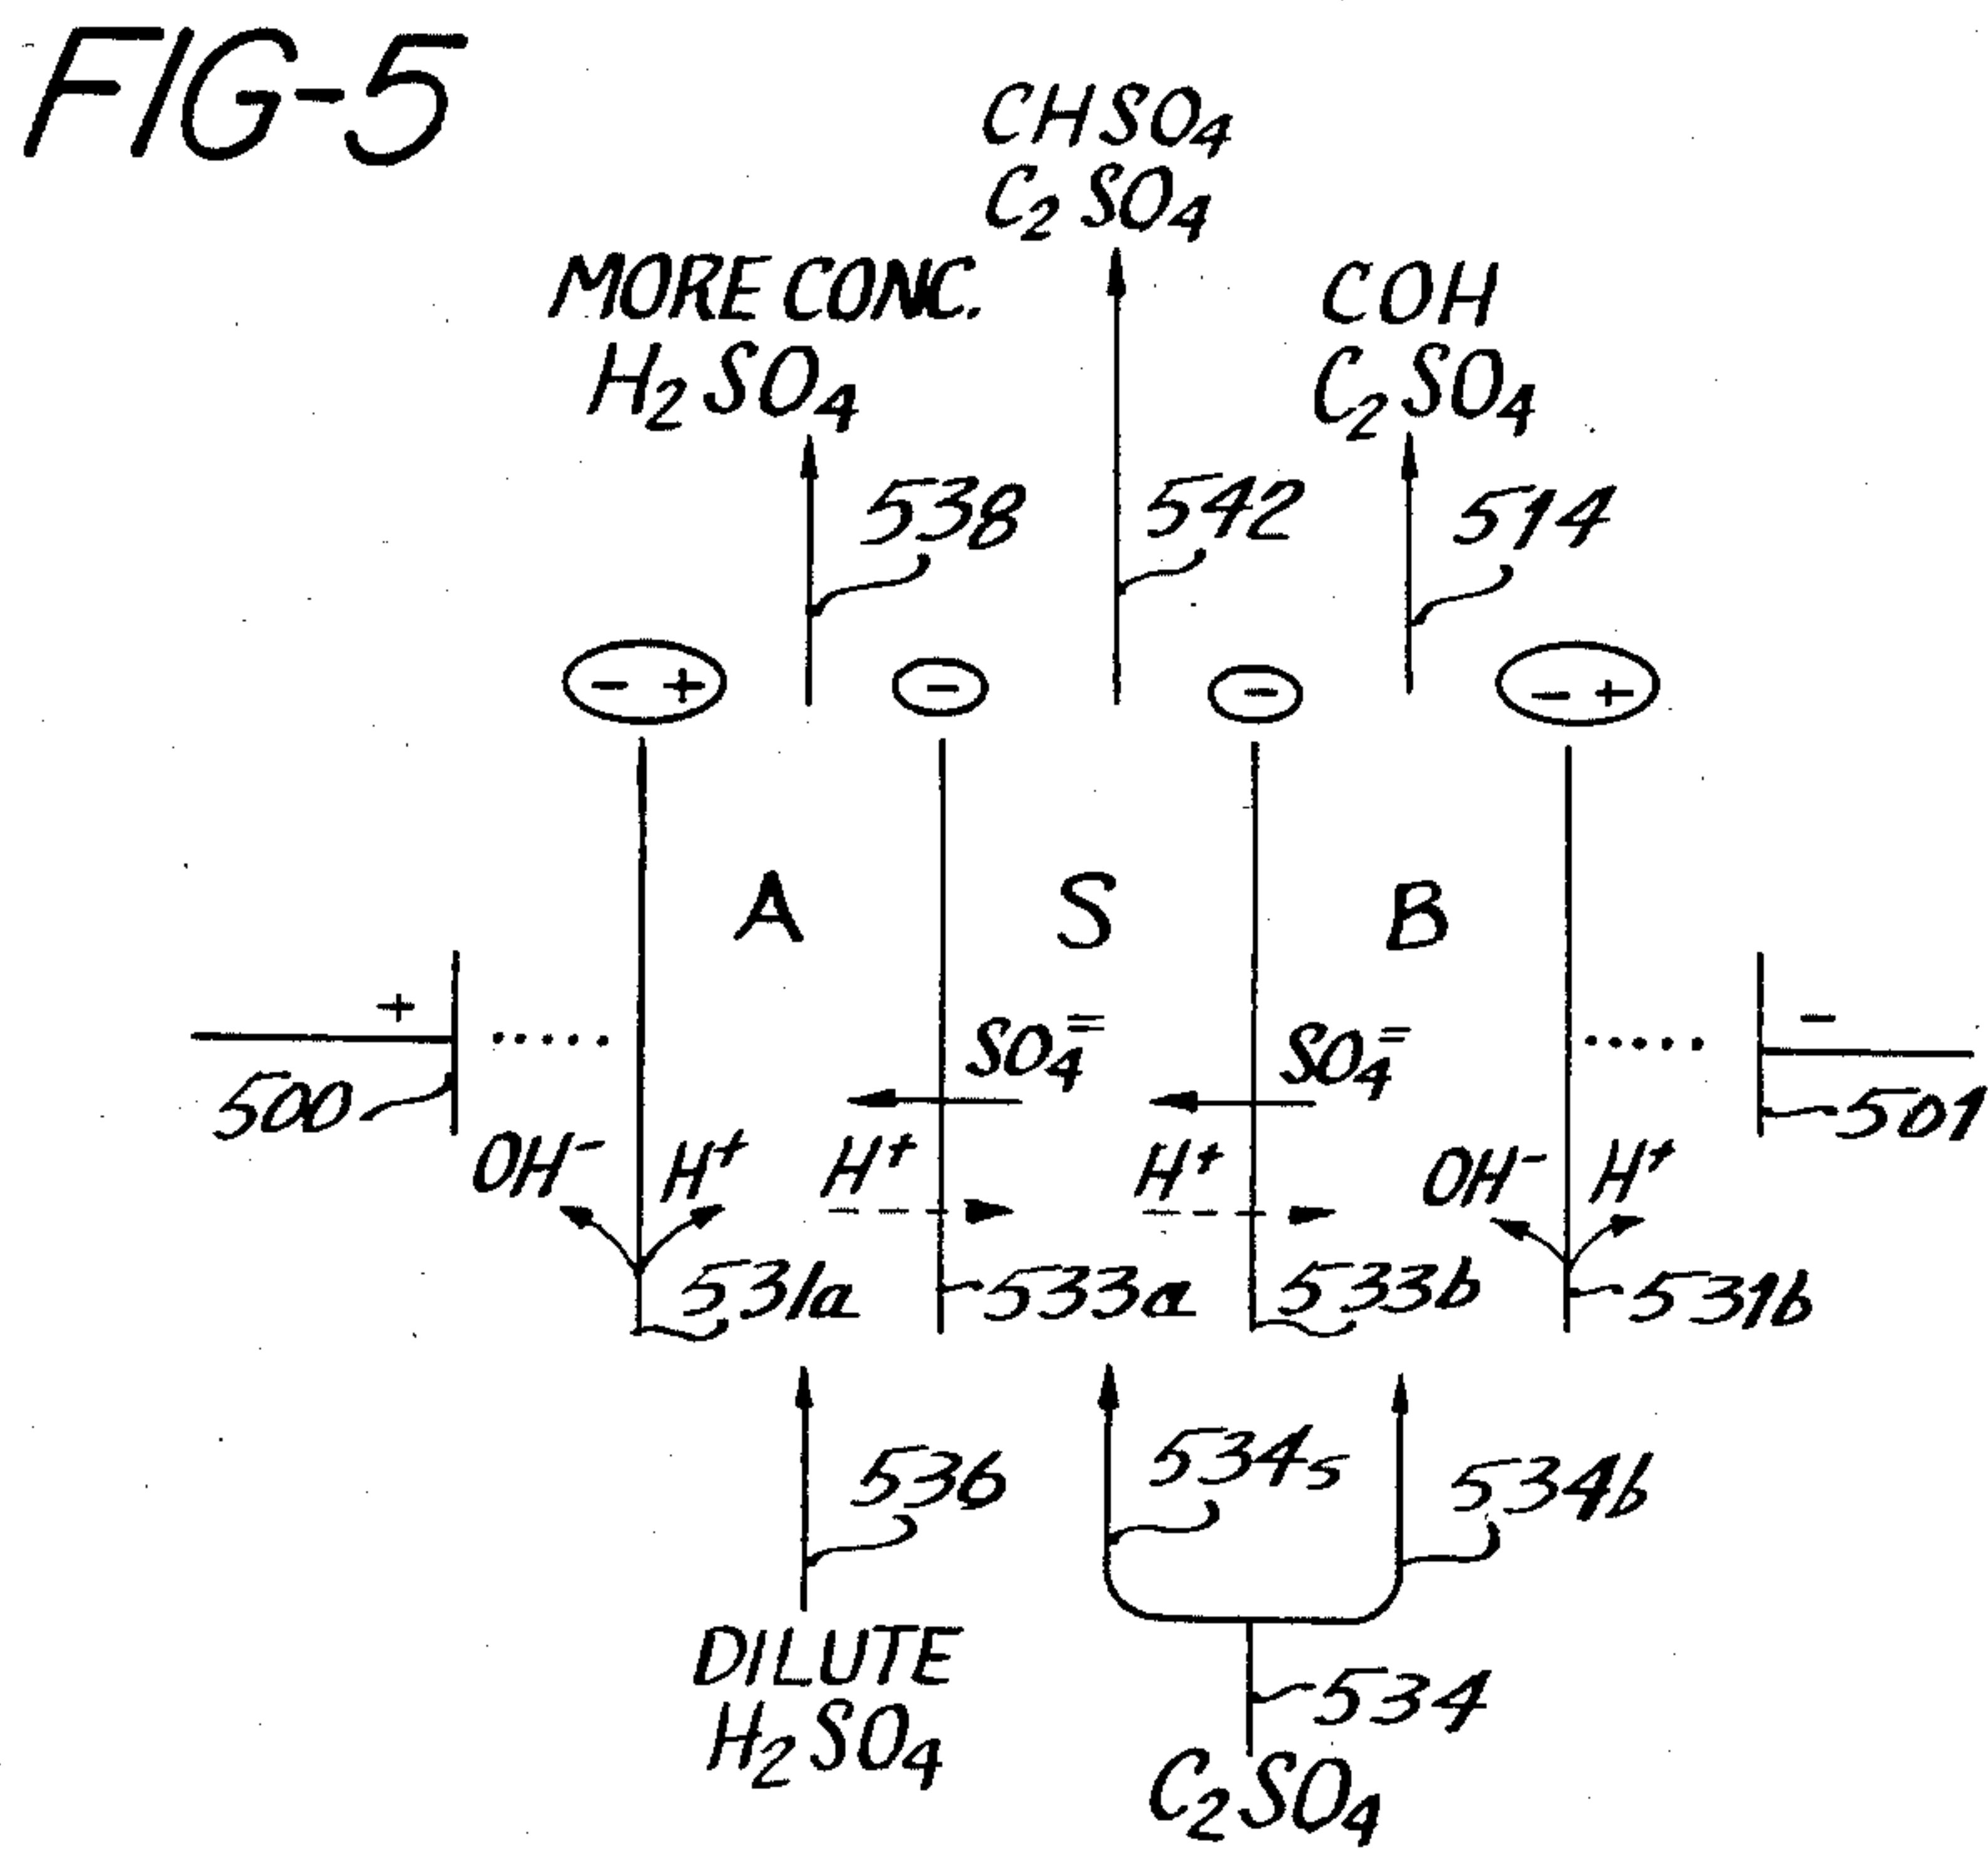 FIG-5
CHSO4
C2SO4
MORE CONC.
H2SO4
COH
C2SO4
538
542
514
- +
-
-
- +
A
S
B
+
-
SO4=
SO4=
500
501
OH-
H+
H+
H+
OH-
H+
531a
533a
533b
531b
536
534s
534b
DILUTE
H2SO4
534
C2SO4